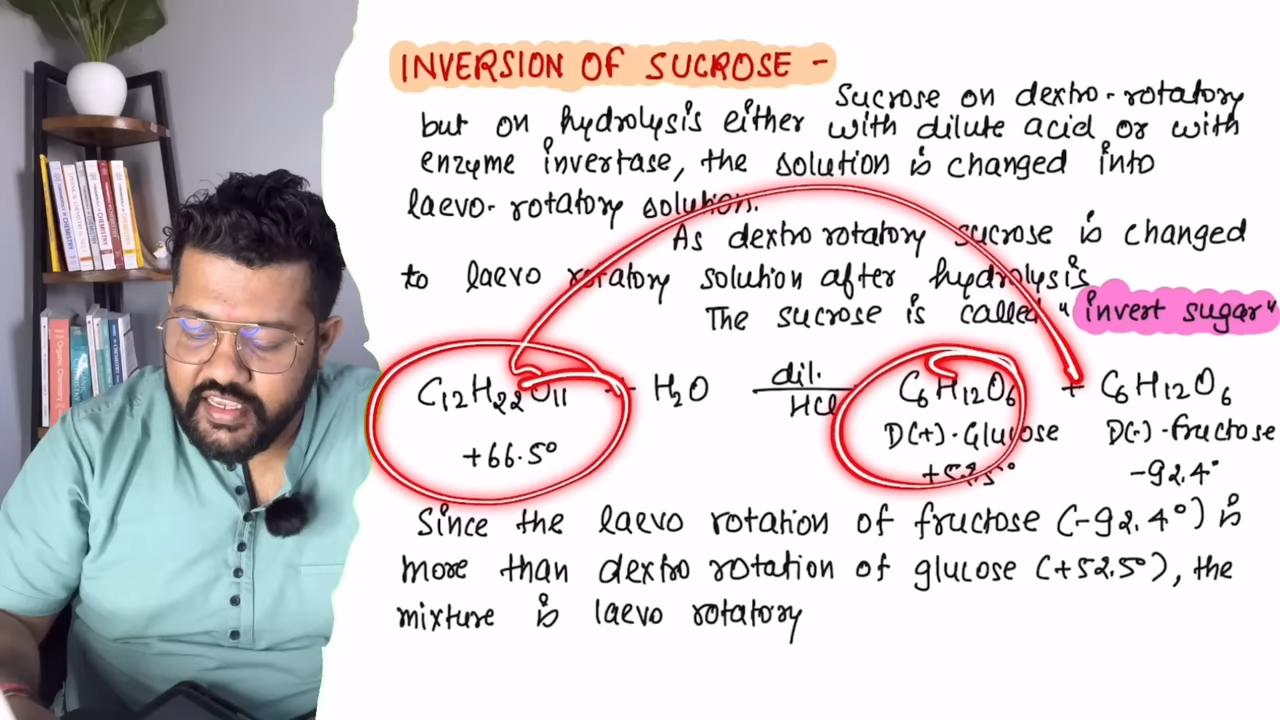 INVERSION OF SUCROSE -
Sucrose on dextro-rotatory
but on hydrolysis either with dilute acid or with
enzyme invertase, the solution is changed into
laevo-rotatory solution.
As dextro rotatory sucrose is changed
to laevo rotatory solution after hydrolysis
The sucrose is called "invert sugar"
C12H22O11 + H2O dil. HCl C6H12O6 + C6H12O6
D(+)-Glucose D(-)-fructose
+66.5° +52.5° -92.4°
Since the laevo rotation of fructose (-92.4°) is
more than dextro rotation of glucose (+52.5°), the
mixture is laevo rotatory